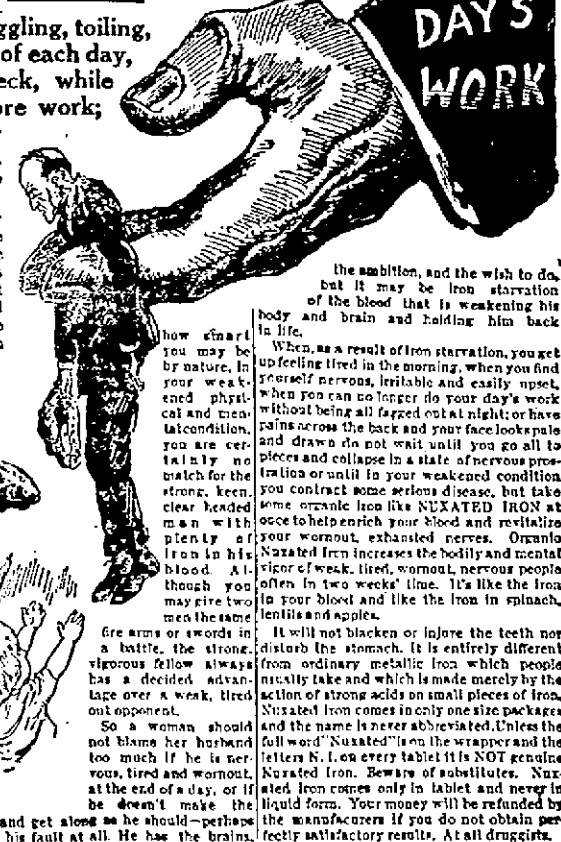 ggling, toiling,
of each day,
eck, while
ore work;
DAY'S
WORK
how smart
you may be
by nature. In
your weak-
ened physi-
cal and men-
tal condition,
you are cer-
tainly no
match for the
strong, keen,
clear headed
man with
plenty of
iron in his
blood. Al-
though you
may give two
men the same
fire arms or swords in
a battle, the strong,
vigorous fellow always
has a decided advan-
tage over a weak, tired
out opponent.
So a woman should
not blame her husband
too much if he is ner-
vous, tired and wornout,
at the end of a day, or if
he doesn't make the
and get along as he should—perhaps
his fault at all. He has the brains,
the ambition, and the wish to do,
but it may be iron starvation
of the blood that is weakening his
body and brain and holding him back
in life.
When, as a result of iron starvation, you get
up feeling tired in the morning, when you find
yourself nervous, irritable and easily upset,
when you can no longer do your day's work
without being all fagged out at night; or have
pains across the back and your face looks pale
and drawn do not wait until you go all to
pieces and collapse in a state of nervous pros-
tration or until in your weakened condition
you contract some serious disease, but take
some organic iron like NUXATED IRON at
once to help enrich your blood and revitalize
your wornout, exhausted nerves. Organic
Nuxated Iron increases the bodily and mental
vigor of weak, tired, wornout, nervous people
often in two weeks' time. It's like the iron
in your blood and like the iron in spinach,
lentils and apples.
It will not blacken or injure the teeth nor
disturb the stomach. It is entirely different
from ordinary metallic iron which people
usually take and which is made merely by the
action of strong acids on small pieces of iron.
Nuxated Iron comes in only one size packages
and the name is never abbreviated. Unless the
full word "Nuxated" is on the wrapper and the
letters N. I. on every tablet it is NOT genuine
Nuxated Iron. Beware of substitutes. Nux-
ated Iron comes only in tablet and never in
liquid form. Your money will be refunded by
the manufacurers if you do not obtain per-
fectly satisfactory results. At all druggists.